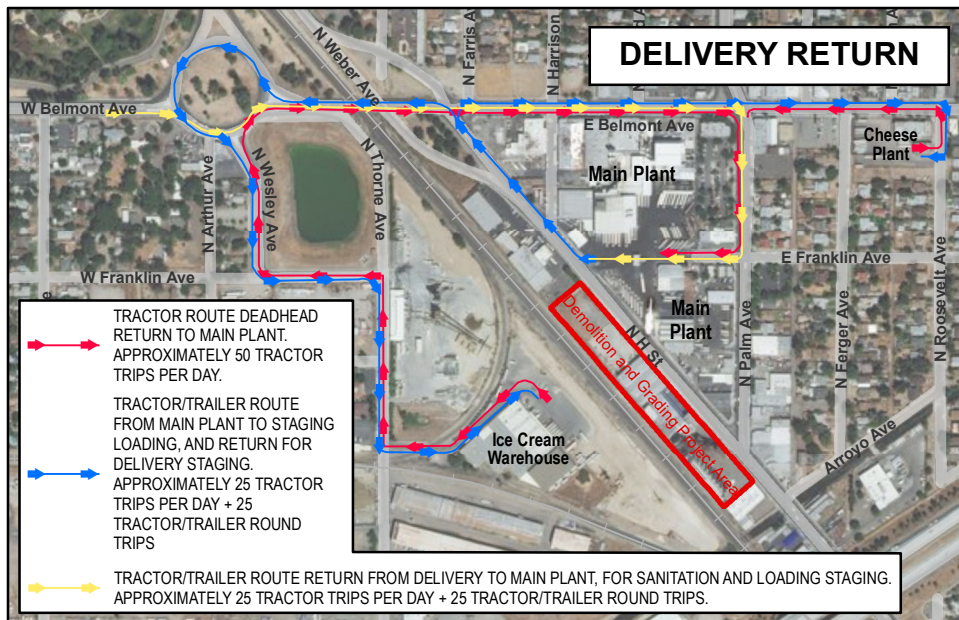 DELIVERY RETURN
N Weber Ave
N Farris A
N Harrison
W Belmont Ave
E Belmont Ave
Cheese
Plant
Main Plant
N Arthur Ave
N Wesley Ave
N Thorne Ave
W Franklin Ave
E Franklin Ave
Main
Plant
N H St
N Palm Ave
N Ferger Ave
N Roosevelt Ave
Demolition and Grading Project Area
Arroyo Ave
Ice Cream
Warehouse
TRACTOR ROUTE DEADHEAD
RETURN TO MAIN PLANT.
APPROXIMATELY 50 TRACTOR
TRIPS PER DAY.
TRACTOR/TRAILER ROUTE
FROM MAIN PLANT TO STAGING
LOADING, AND RETURN FOR
DELIVERY STAGING.
APPROXIMATELY 25 TRACTOR
TRIPS PER DAY + 25
TRACTOR/TRAILER ROUND
TRIPS
TRACTOR/TRAILER ROUTE RETURN FROM DELIVERY TO MAIN PLANT, FOR SANITATION AND LOADING STAGING.
APPROXIMATELY 25 TRACTOR TRIPS PER DAY + 25 TRACTOR/TRAILER ROUND TRIPS.